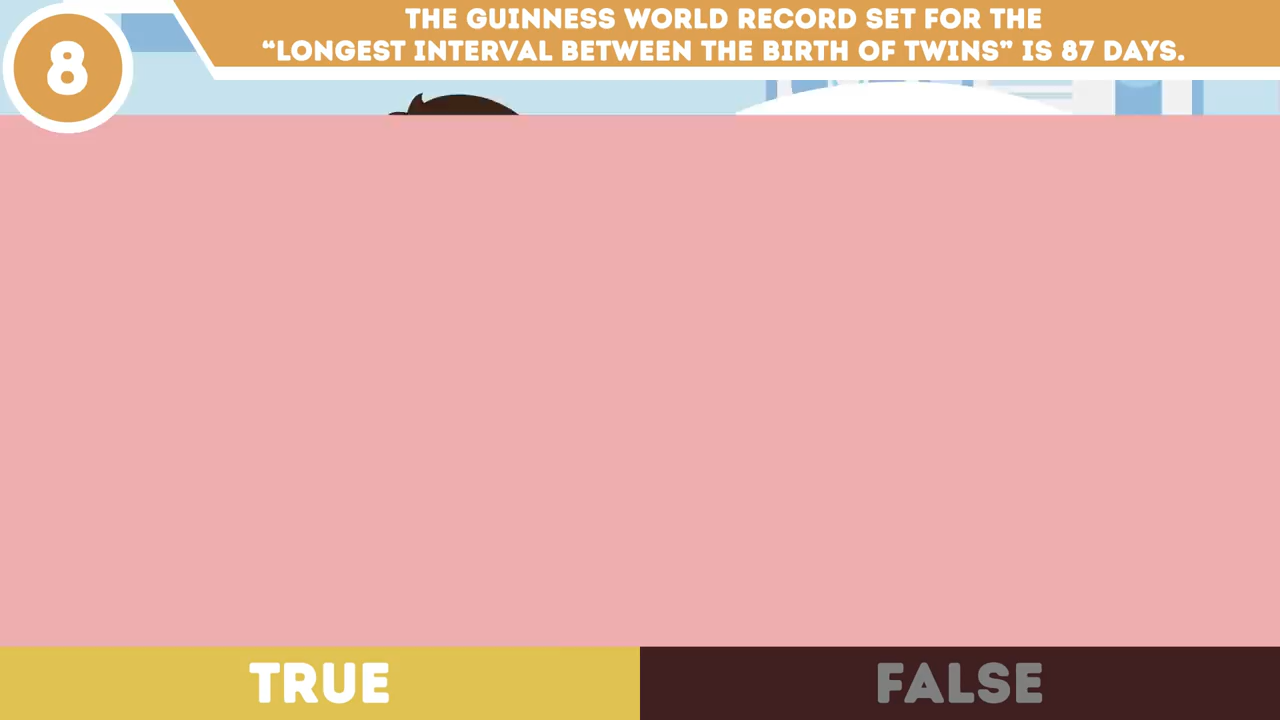 8
THE GUINNESS WORLD RECORD SET FOR THE
“LONGEST INTERVAL BETWEEN THE BIRTH OF TWINS” IS 87 DAYS.
TRUE
FALSE